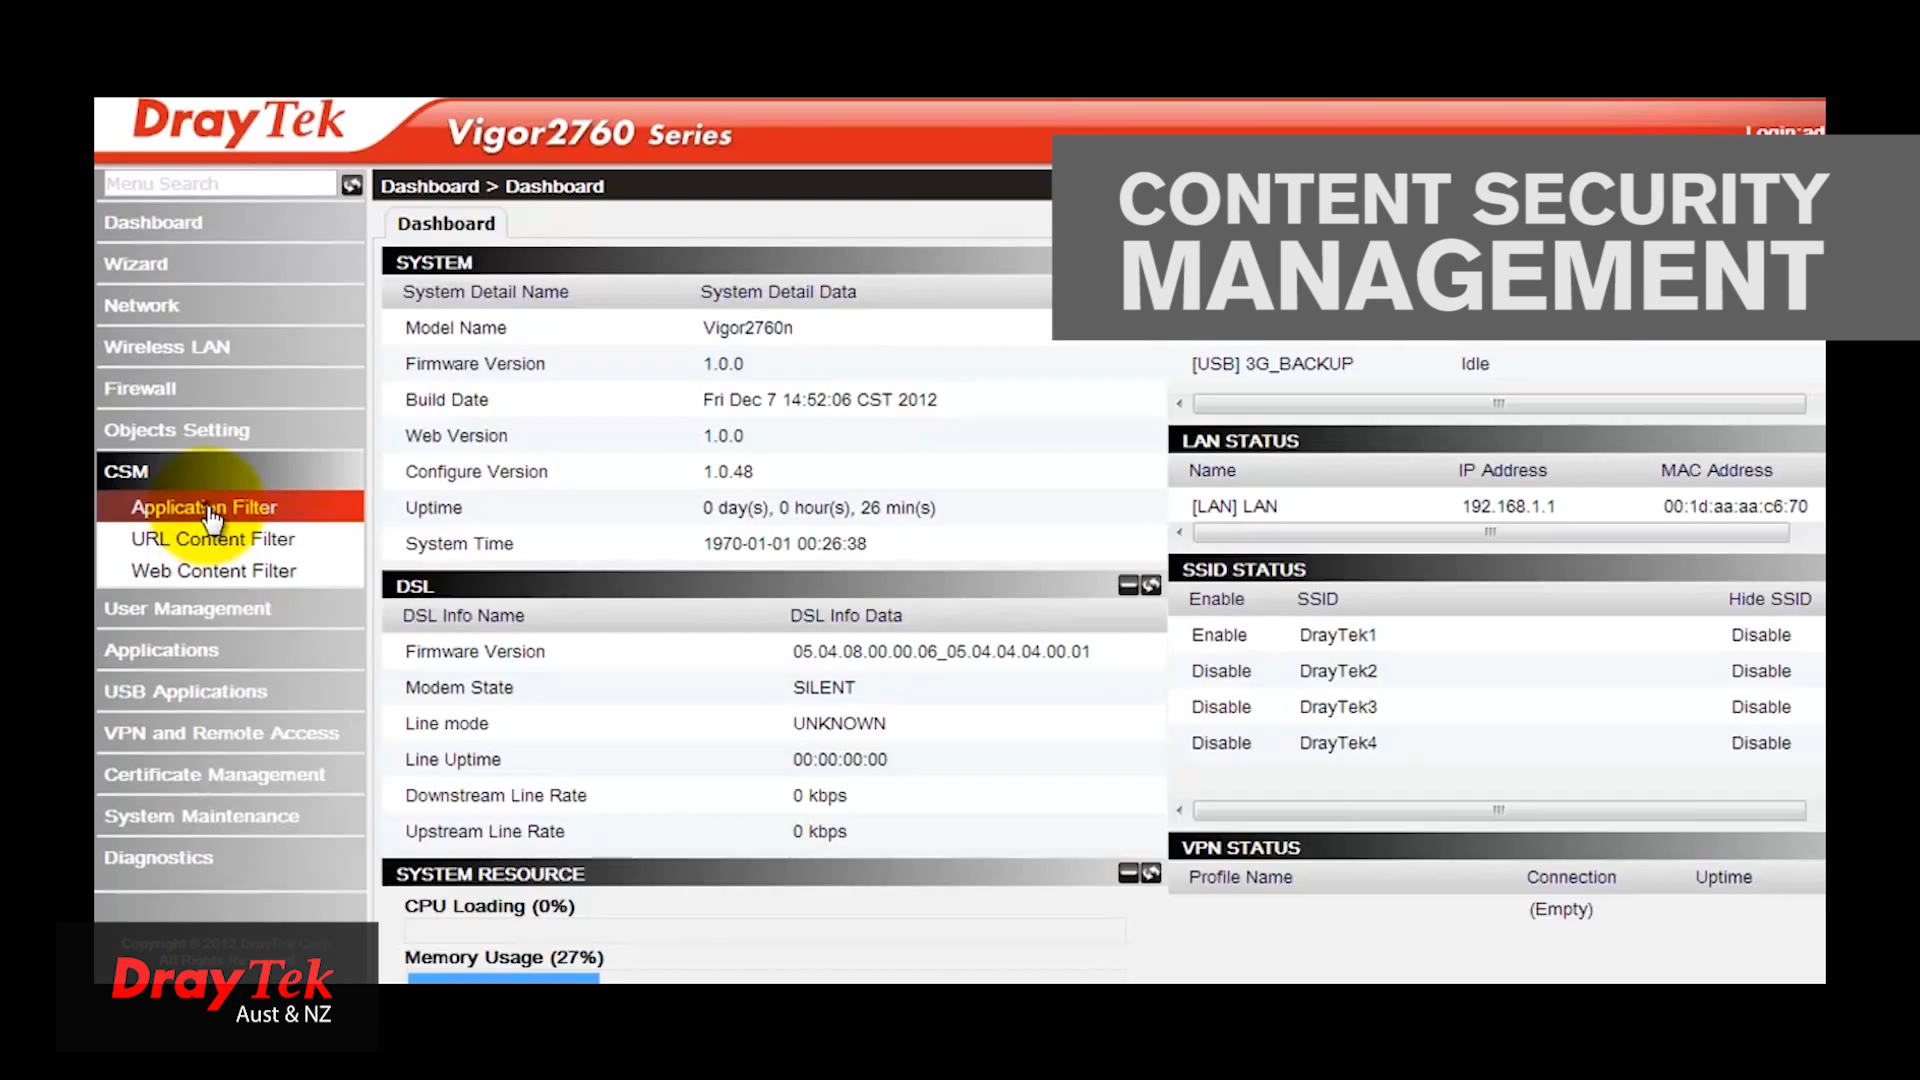 DrayTek
Vigor2760 Series
CONTENT SECURITY
MANAGEMENT
Menu Search
Dashboard
Wizard
Network
Wireless LAN
Firewall
Objects Setting
CSM
Application Filter
URL Content Filter
Web Content Filter
User Management
Applications
USB Applications
VPN and Remote Access
Certificate Management
System Maintenance
Diagnostics
Dashboard > Dashboard
Dashboard
SYSTEM
System Detail Name System Detail Data
Model Name Vigor2760n
Firmware Version 1.0.0
Build Date Fri Dec 7 14:52:06 CST 2012
Web Version 1.0.0
Configure Version 1.0.48
Uptime 0 day(s), 0 hour(s), 26 min(s)
System Time 1970-01-01 00:26:38
DSL
DSL Info Name DSL Info Data
Firmware Version 05.04.08.00.00.06_05.04.04.04.00.01
Modem State SILENT
Line mode UNKNOWN
Line Uptime 00:00:00:00
Downstream Line Rate 0 kbps
Upstream Line Rate 0 kbps
SYSTEM RESOURCE
CPU Loading (0%)
Memory Usage (27%)
[USB] 3G_BACKUP Idle
LAN STATUS
Name IP Address MAC Address
[LAN] LAN 192.168.1.1 00:1d:aa:aa:c6:70
SSID STATUS
Enable SSID Hide SSID
Enable DrayTek1 Disable
Disable DrayTek2 Disable
Disable DrayTek3 Disable
Disable DrayTek4 Disable
VPN STATUS
Profile Name Connection Uptime
(Empty)
DrayTek
Aust & NZ